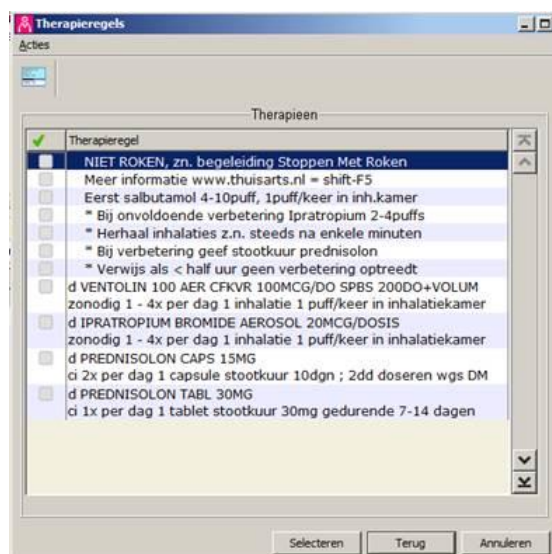 Therapieregels
Acties
Therapieen
Therapieregel
NIET ROKEN, zn. begeleiding Stoppen Met Roken
Meer informatie www.thuisarts.nl = shift-F5
Eerst salbutamol 4-10puff, 1puff/keer in inh.kamer
* Bij onvoldoende verbetering Ipratropium 2-4puffs
* Herhaal inhalaties z.n. steeds na enkele minuten
* Bij verbetering geef stootkuur prednisolon
* Verwijs als < half uur geen verbetering optreedt
d VENTOLIN 100 AER CFKVR 100MCG/DO SPBS 200DO+VOLUM
zonodig 1 - 4x per dag 1 inhalatie 1 puff/keer in inhalatiekamer
d IPRATROPIUM BROMIDE AEROSOL 20MCG/DOSIS
zonodig 1 - 4x per dag 1 inhalatie 1 puff/keer in inhalatiekamer
d PREDNISOLON CAPS 15MG
ci 2x per dag 1 capsule stootkuur 10dgn ; 2dd doseren wgs DM
d PREDNISOLON TABL 30MG
ci 1x per dag 1 tablet stootkuur 30mg gedurende 7-14 dagen
Selecteren Terug Annuleren